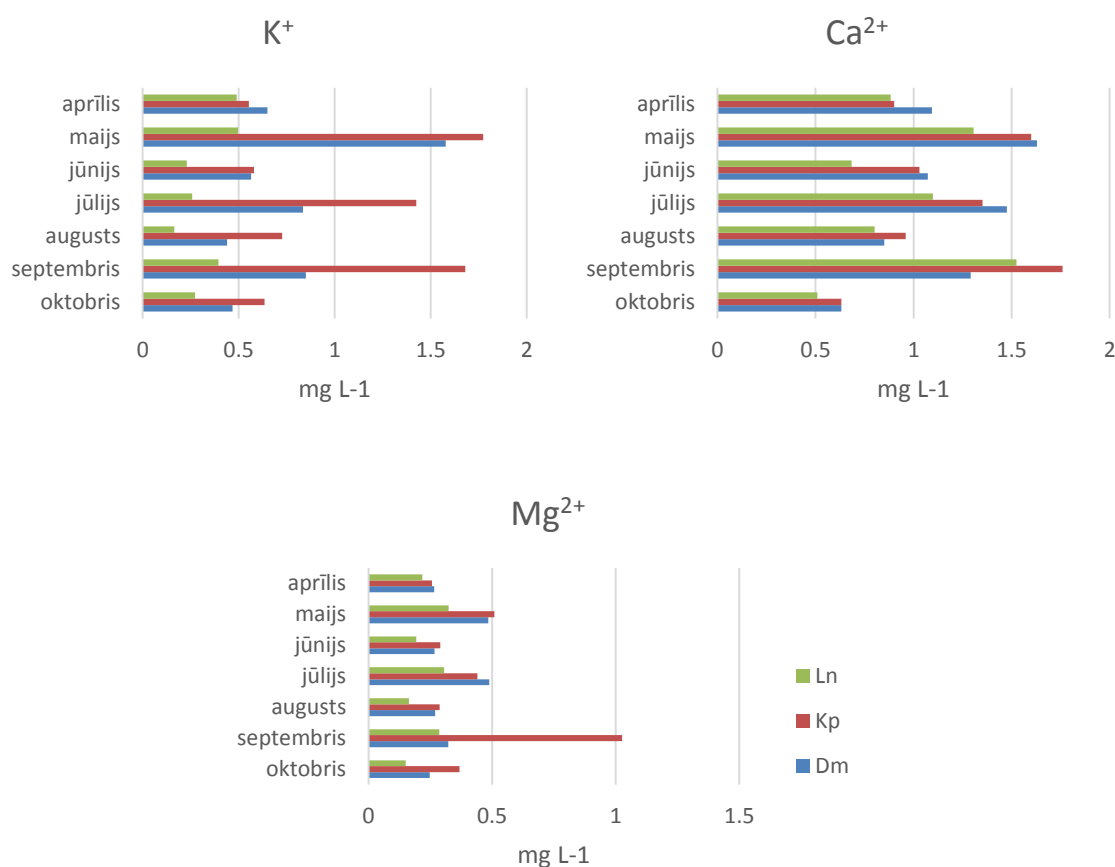 K⁺
aprīlis
maijs
jūnijs
jūlijs
augusts
septembris
oktobris
0 0.5 1 1.5 2
mg L-1
Ca²⁺
aprīlis
maijs
jūnijs
jūlijs
augusts
septembris
oktobris
0 0.5 1 1.5 2
mg L-1
Mg²⁺
aprīlis
maijs
jūnijs
jūlijs
augusts
septembris
oktobris
0 0.5 1 1.5
mg L-1
Ln
Kp
Dm